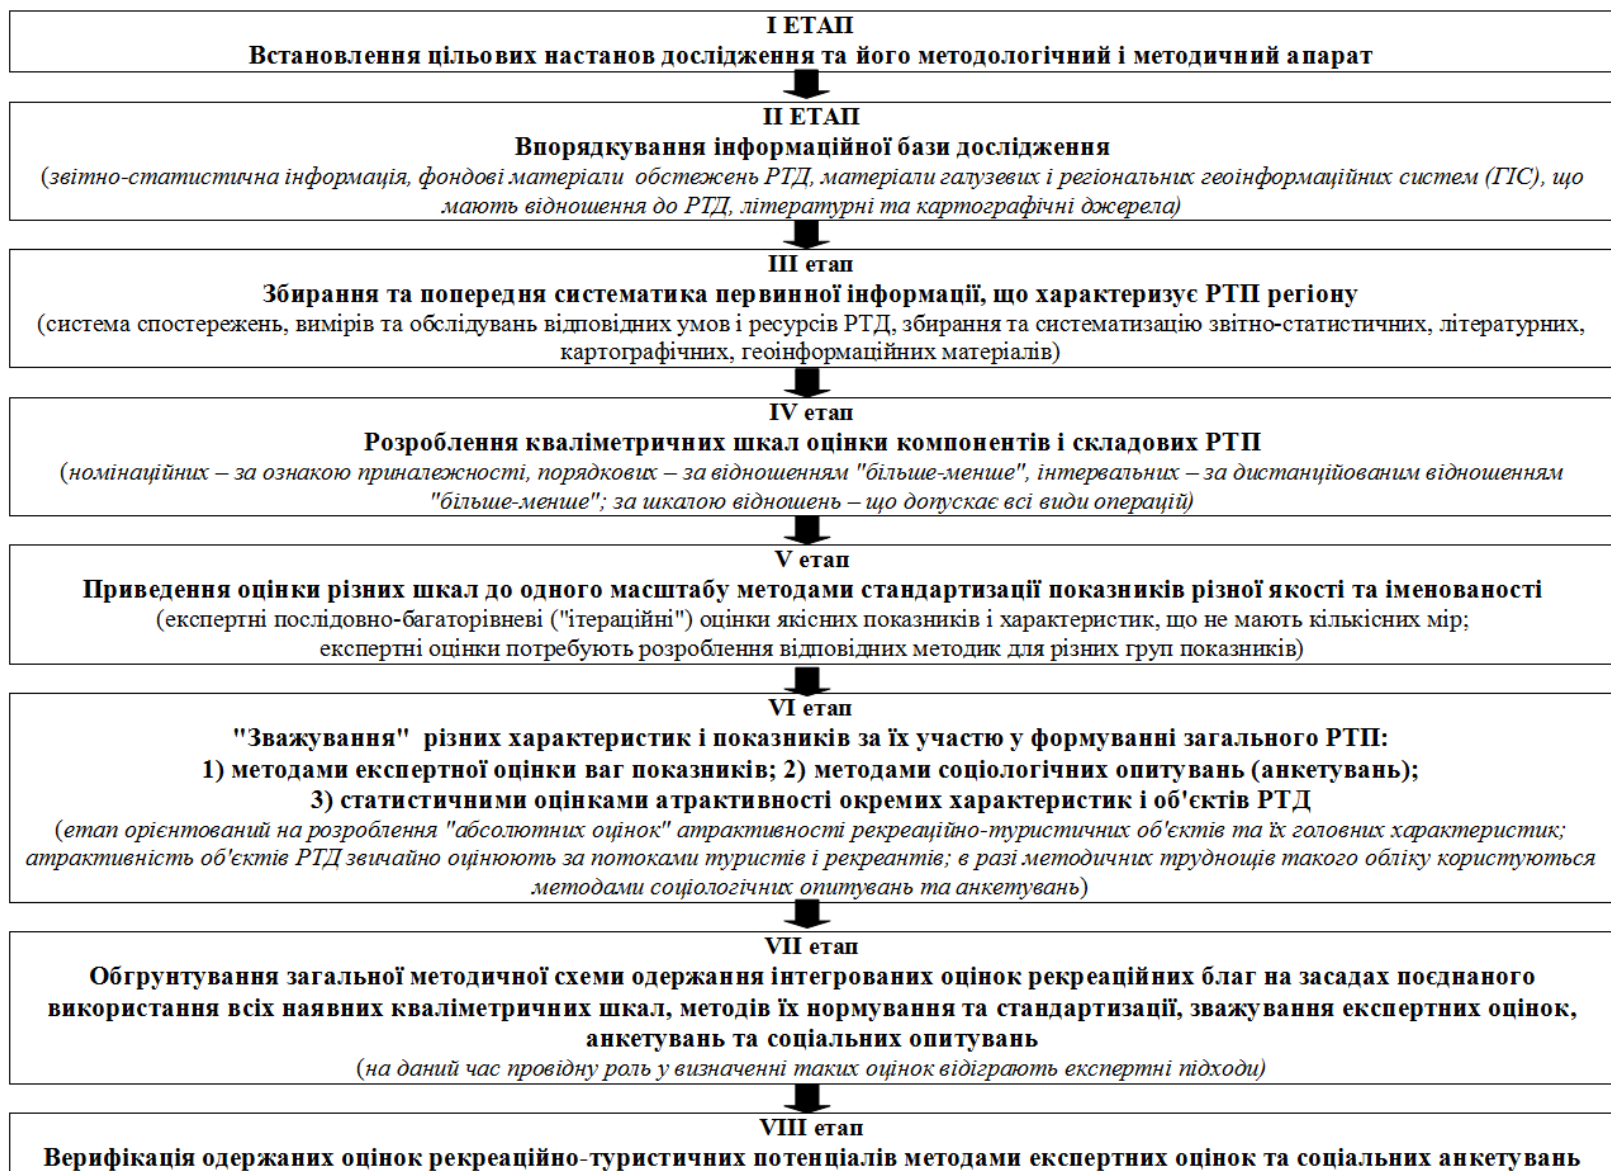 І ЕТАП
Встановлення цільових настанов дослідження та його методологічний і методичний апарат
ІІ ЕТАП
Впорядкування інформаційної бази дослідження
(звітно-статистична інформація, фондові матеріали обстежень РТД, матеріали галузевих і регіональних геоінформаційних систем (ГІС), що
мають відношення до РТД, літературні та картографічні джерела)
ІІІ етап
Збирання та попередня систематика первинної інформації, що характеризує РТП регіону
(система спостережень, вимірів та обслідувань відповідних умов і ресурсів РТД, збирання та систематизацію звітно-статистичних, літературних,
картографічних, геоінформаційних матеріалів)
IV етап
Розроблення кваліметричних шкал оцінки компонентів і складових РТП
(номінаційних – за ознакою приналежності, порядкових – за відношенням "більше-менше", інтервальних – за дистанційованим відношенням
"більше-менше"; за шкалою відношень – що допускає всі види операцій)
V етап
Приведення оцінки різних шкал до одного масштабу методами стандартизації показників різної якості та іменованості
(експертні послідовно-багаторівневі ("ітераційні") оцінки якісних показників і характеристик, що не мають кількісних мір;
експертні оцінки потребують розроблення відповідних методик для різних груп показників)
VI етап
"Зважування" різних характеристик і показників за їх участю у формуванні загального РТП:
1) методами експертної оцінки ваг показників; 2) методами соціологічних опитувань (анкетувань);
3) статистичними оцінками атрактивності окремих характеристик і об'єктів РТД
(етап орієнтований на розроблення "абсолютних оцінок" атрактивності рекреаційно-туристичних об'єктів та їх головних характеристик;
атрактивність об'єктів РТД звичайно оцінюють за потоками туристів і рекреантів; в разі методичних труднощів такого обліку користуються
методами соціологічних опитувань та анкетувань)
VII етап
Обгрунтування загальної методичної схеми одержання інтегрованих оцінок рекреаційних благ на засадах поєднаного
використання всіх наявних кваліметричних шкал, методів їх нормування та стандартизації, зважування експертних оцінок,
анкетувань та соціальних опитувань
(на даний час провідну роль у визначенні таких оцінок відіграють експертні підходи)
VIII етап
Верифікація одержаних оцінок рекреаційно-туристичних потенціалів методами експертних оцінок та соціальних анкетувань